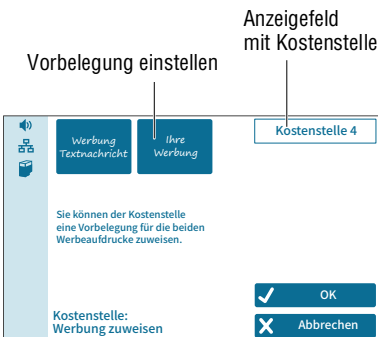 Anzeigefeld
mit Kostenstelle
Vorbelegung einstellen
Werbung
Textnachricht
Ihre
Werbung
Kostenstelle 4
Sie können der Kostenstelle
eine Vorbelegung für die beiden
Werbeaufdrucke zuweisen.
OK
Kostenstelle:
Werbung zuweisen
Abbrechen